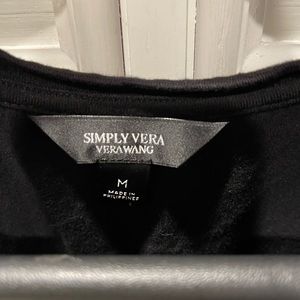 SIMPLY VERA
VERA WANG
M
MADE IN
PHILIPPINES